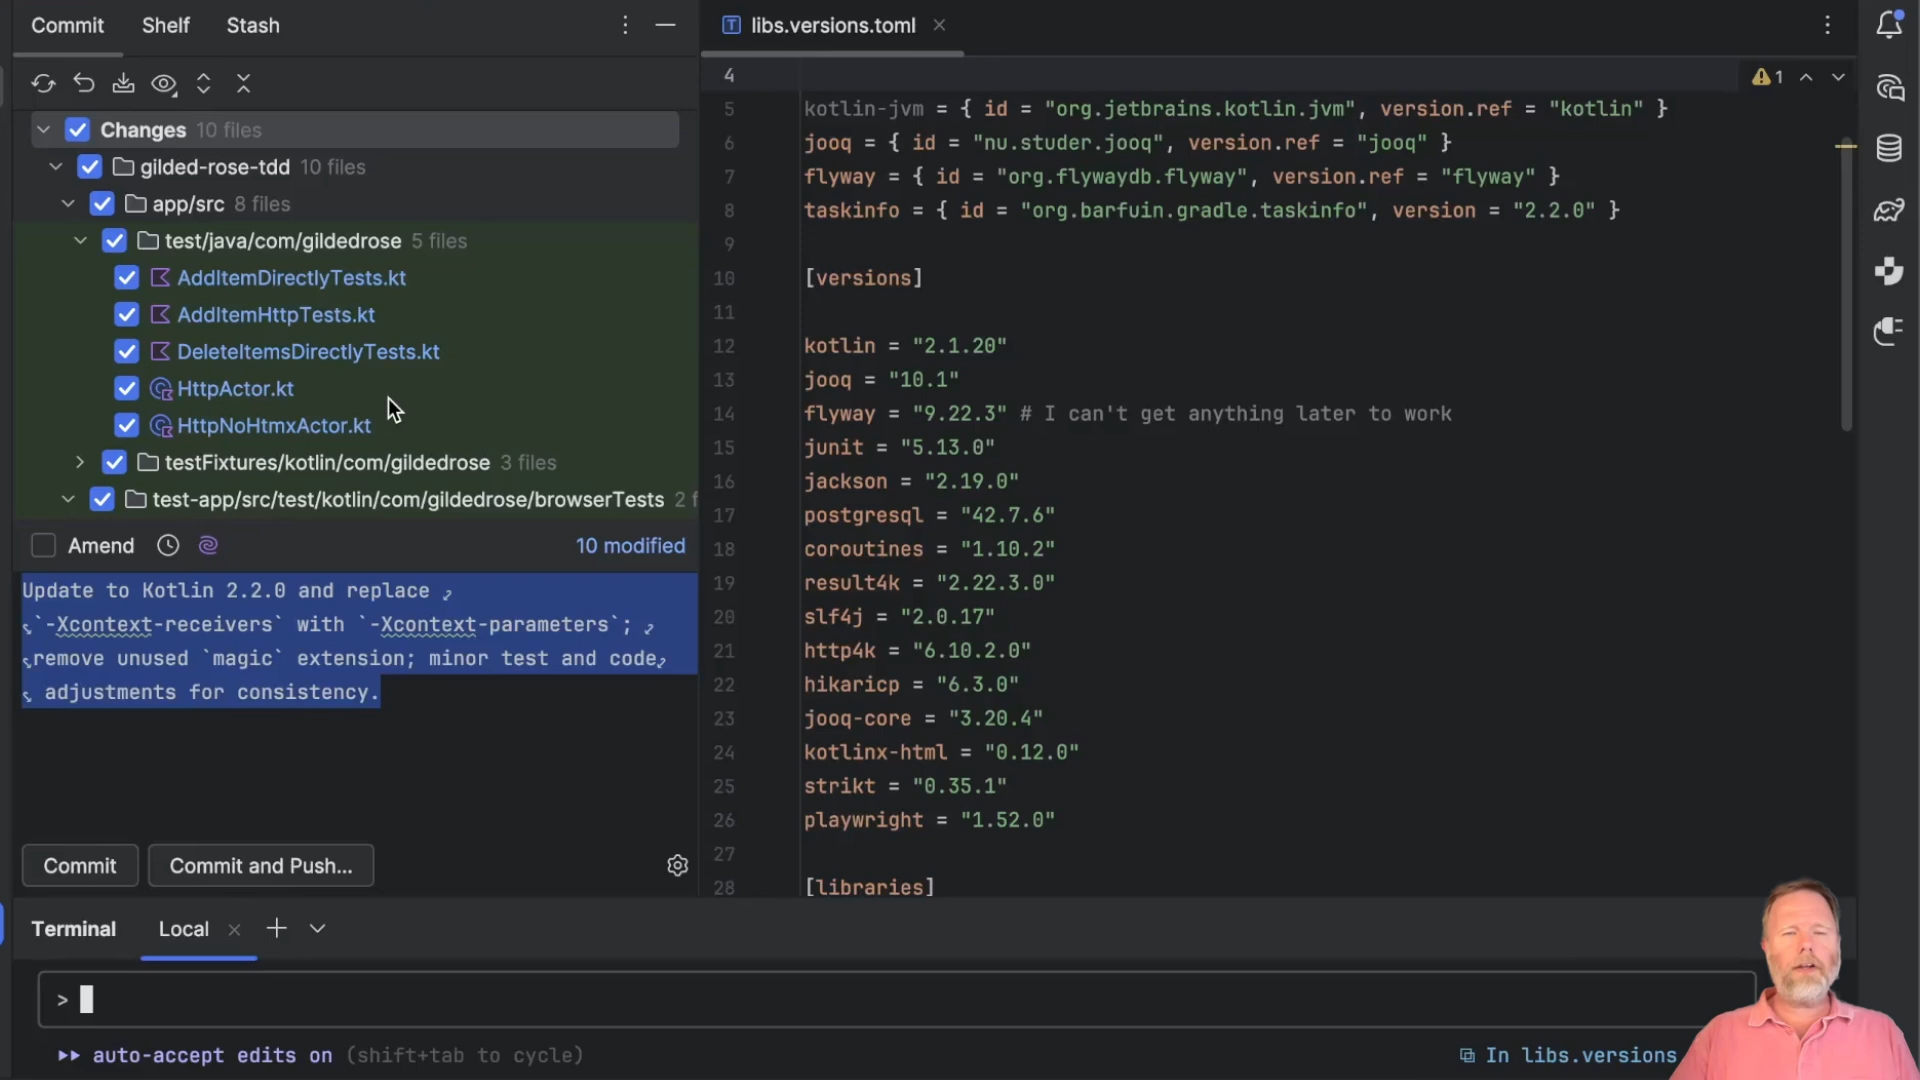 Commit Shelf Stash
libs.versions.toml
Changes 10 files
gilded-rose-tdd 10 files
app/src 8 files
test/java/com/gildedrose 5 files
AddItemDirectlyTests.kt
AddItemHttpTests.kt
DeleteItemsDirectlyTests.kt
HttpActor.kt
HttpNoHtmxActor.kt
testFixtures/kotlin/com/gildedrose 3 files
test-app/src/test/kotlin/com/gildedrose/browserTests 2 f
Amend 10 modified
Update to Kotlin 2.2.0 and replace
`-Xcontext-receivers` with `-Xcontext-parameters`;
remove unused `magic` extension; minor test and code
adjustments for consistency.
Commit Commit and Push...
4
1
5 kotlin-jvm = { id = "org.jetbrains.kotlin.jvm", version.ref = "kotlin" }
6 jooq = { id = "nu.studer.jooq", version.ref = "jooq" }
7 flyway = { id = "org.flywaydb.flyway", version.ref = "flyway" }
8 taskinfo = { id = "org.barfuin.gradle.taskinfo", version = "2.2.0" }
9
10 [versions]
11
12 kotlin = "2.1.20"
13 jooq = "10.1"
14 flyway = "9.22.3" # I can't get anything later to work
15 junit = "5.13.0"
16 jackson = "2.19.0"
17 postgresql = "42.7.6"
18 coroutines = "1.10.2"
19 result4k = "2.22.3.0"
20 slf4j = "2.0.17"
21 http4k = "6.10.2.0"
22 hikaricp = "6.3.0"
23 jooq-core = "3.20.4"
24 kotlinx-html = "0.12.0"
25 strikt = "0.35.1"
26 playwright = "1.52.0"
27
28 [libraries]
Terminal Local
>
auto-accept edits on (shift+tab to cycle)
In libs.versions